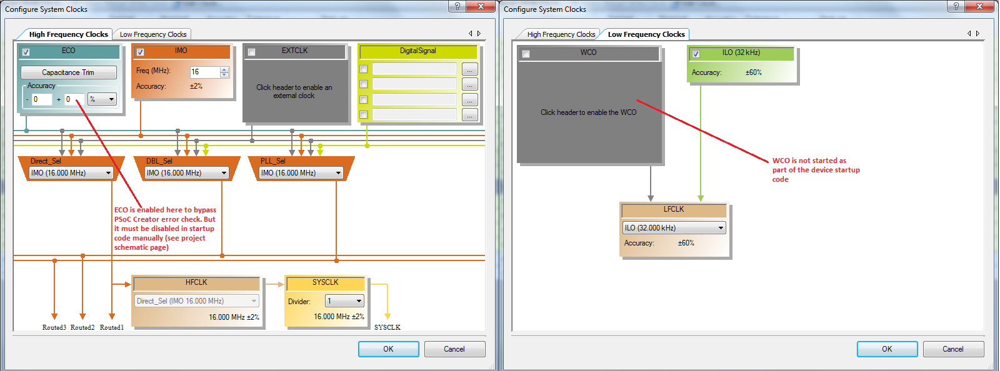 Configure System Clocks
High Frequency Clocks
Low Frequency Clocks
ECO
Capacitance Trim
Accuracy
- 0 + 0 %
IMO
Freq (MHz): 16
Accuracy: ±2%
EXTCLK
Click header to enable an
external clock
DigitalSignal
...
...
...
...
Direct_Sel
IMO (16.000 MHz)
DBL_Sel
IMO (16.000 MHz)
PLL_Sel
IMO (16.000 MHz)
ECO is enabled here to bypass
PSoC Creator error check. But
it must be disabled in startup
code manually (see project
schematic page)
HFCLK
Direct_Sel (IMO 16.000 MHz)
16.000 MHz ±2%
SYSCLK
Divider: 1
16.000 MHz ±2%
Routed3 Routed2 Routed1
SYSCLK
OK
Cancel
Configure System Clocks
High Frequency Clocks
Low Frequency Clocks
WCO
Click header to enable the WCO
ILO (32 kHz)
Accuracy: ±60%
WCO is not started as
part of the device startup
code
LFCLK
ILO (32.000 kHz)
Accuracy: ±60%
OK
Cancel